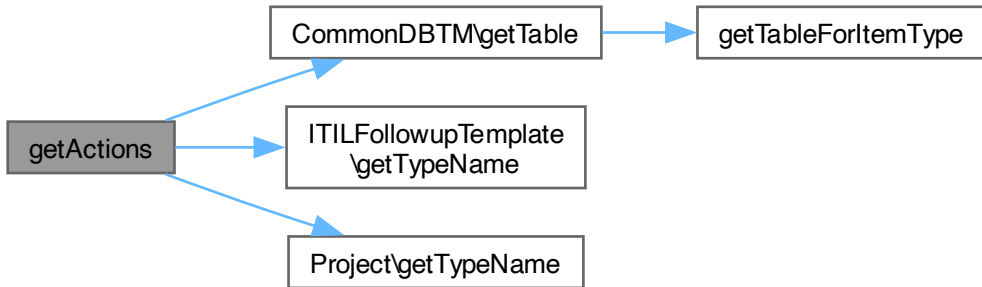 CommonDBTM\getTable
getTableForItemType
getActions
ITILFollowupTemplate
\getTypeName
Project\getTypeName